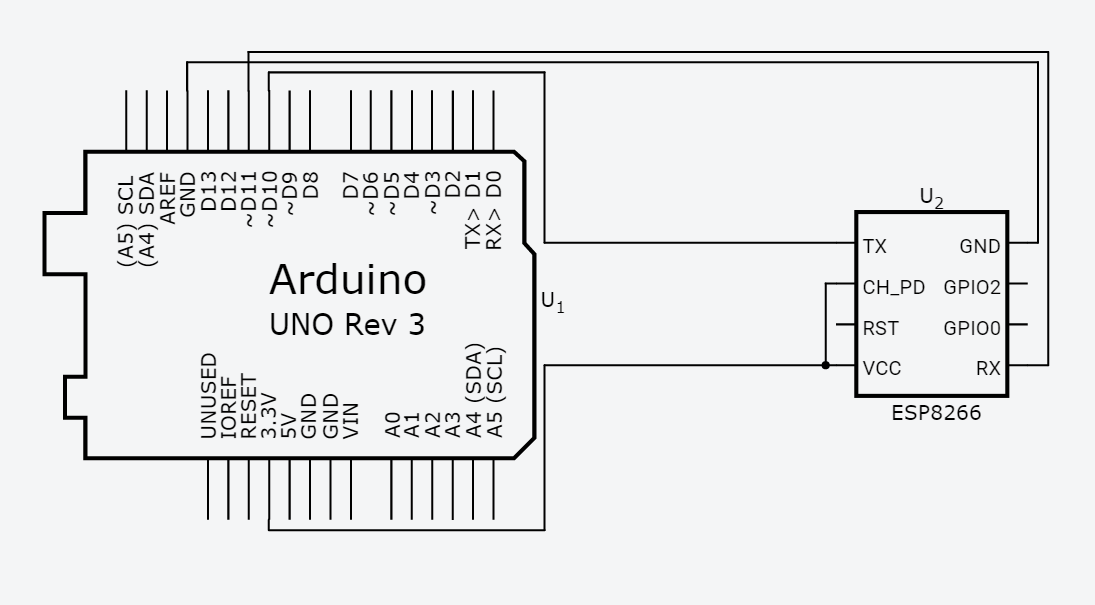 (A5) SCL
(A4) SDA
AREF
GND
D13
D12
~D11
~D10
~D9
D8
D7
~D6
~D5
D4
~D3
D2
TX> D1
RX> D0
Arduino
UNO Rev 3
U1
UNUSED
IOREF
RESET
3.3V
5V
GND
GND
VIN
A0
A1
A2
A3
A4 (SDA)
A5 (SCL)
U2
TX GND
CH_PD GPIO2
RST GPIO0
VCC RX
ESP8266